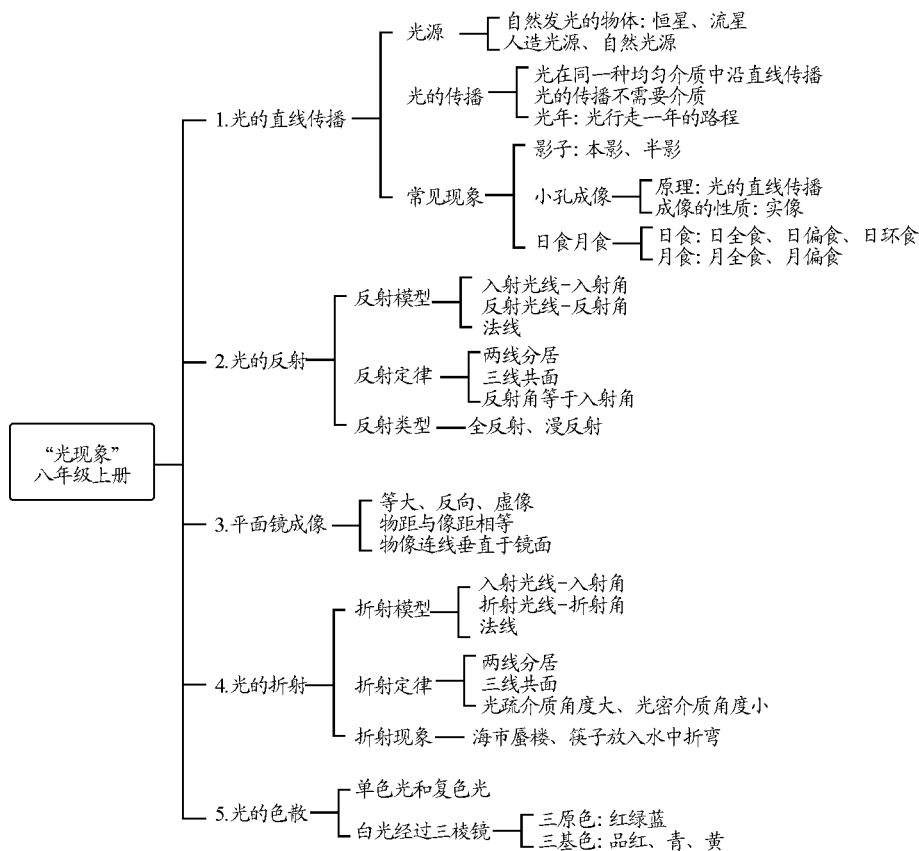 “光现象”
八年级上册
1.光的直线传播
光源
自然发光的物体：恒星、流星
人造光源、自然光源
光的传播
光在同一种均匀介质中沿直线传播
光的传播不需要介质
光年：光行走一年的路程
常见现象
影子：本影、半影
小孔成像
原理：光的直线传播
成像的性质：实像
日食月食
日食：日全食、日偏食、日环食
月食：月全食、月偏食
2.光的反射
反射模型
入射光线-入射角
反射光线-反射角
法线
反射定律
两线分居
三线共面
反射角等于入射角
反射类型
全反射、漫反射
3.平面镜成像
等大、反向、虚像
物距与像距相等
物像连线垂直于镜面
4.光的折射
折射模型
入射光线-入射角
折射光线-折射角
法线
折射定律
两线分居
三线共面
光疏介质角度大、光密介质角度小
折射现象
海市蜃楼、筷子放入水中折弯
5.光的色散
单色光和复色光
白光经过三棱镜
三原色：红绿蓝
三基色：品红、青、黄